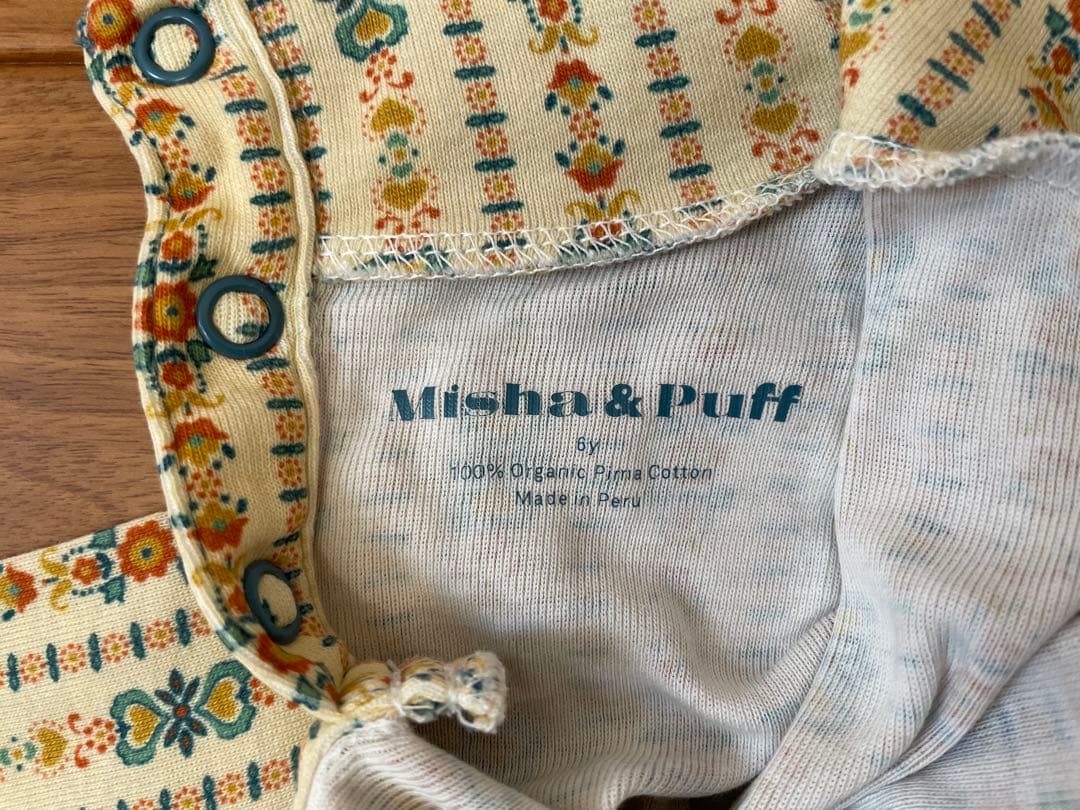 Misha & Puff
6y
100% Organic Pima Cotton
Made in Peru